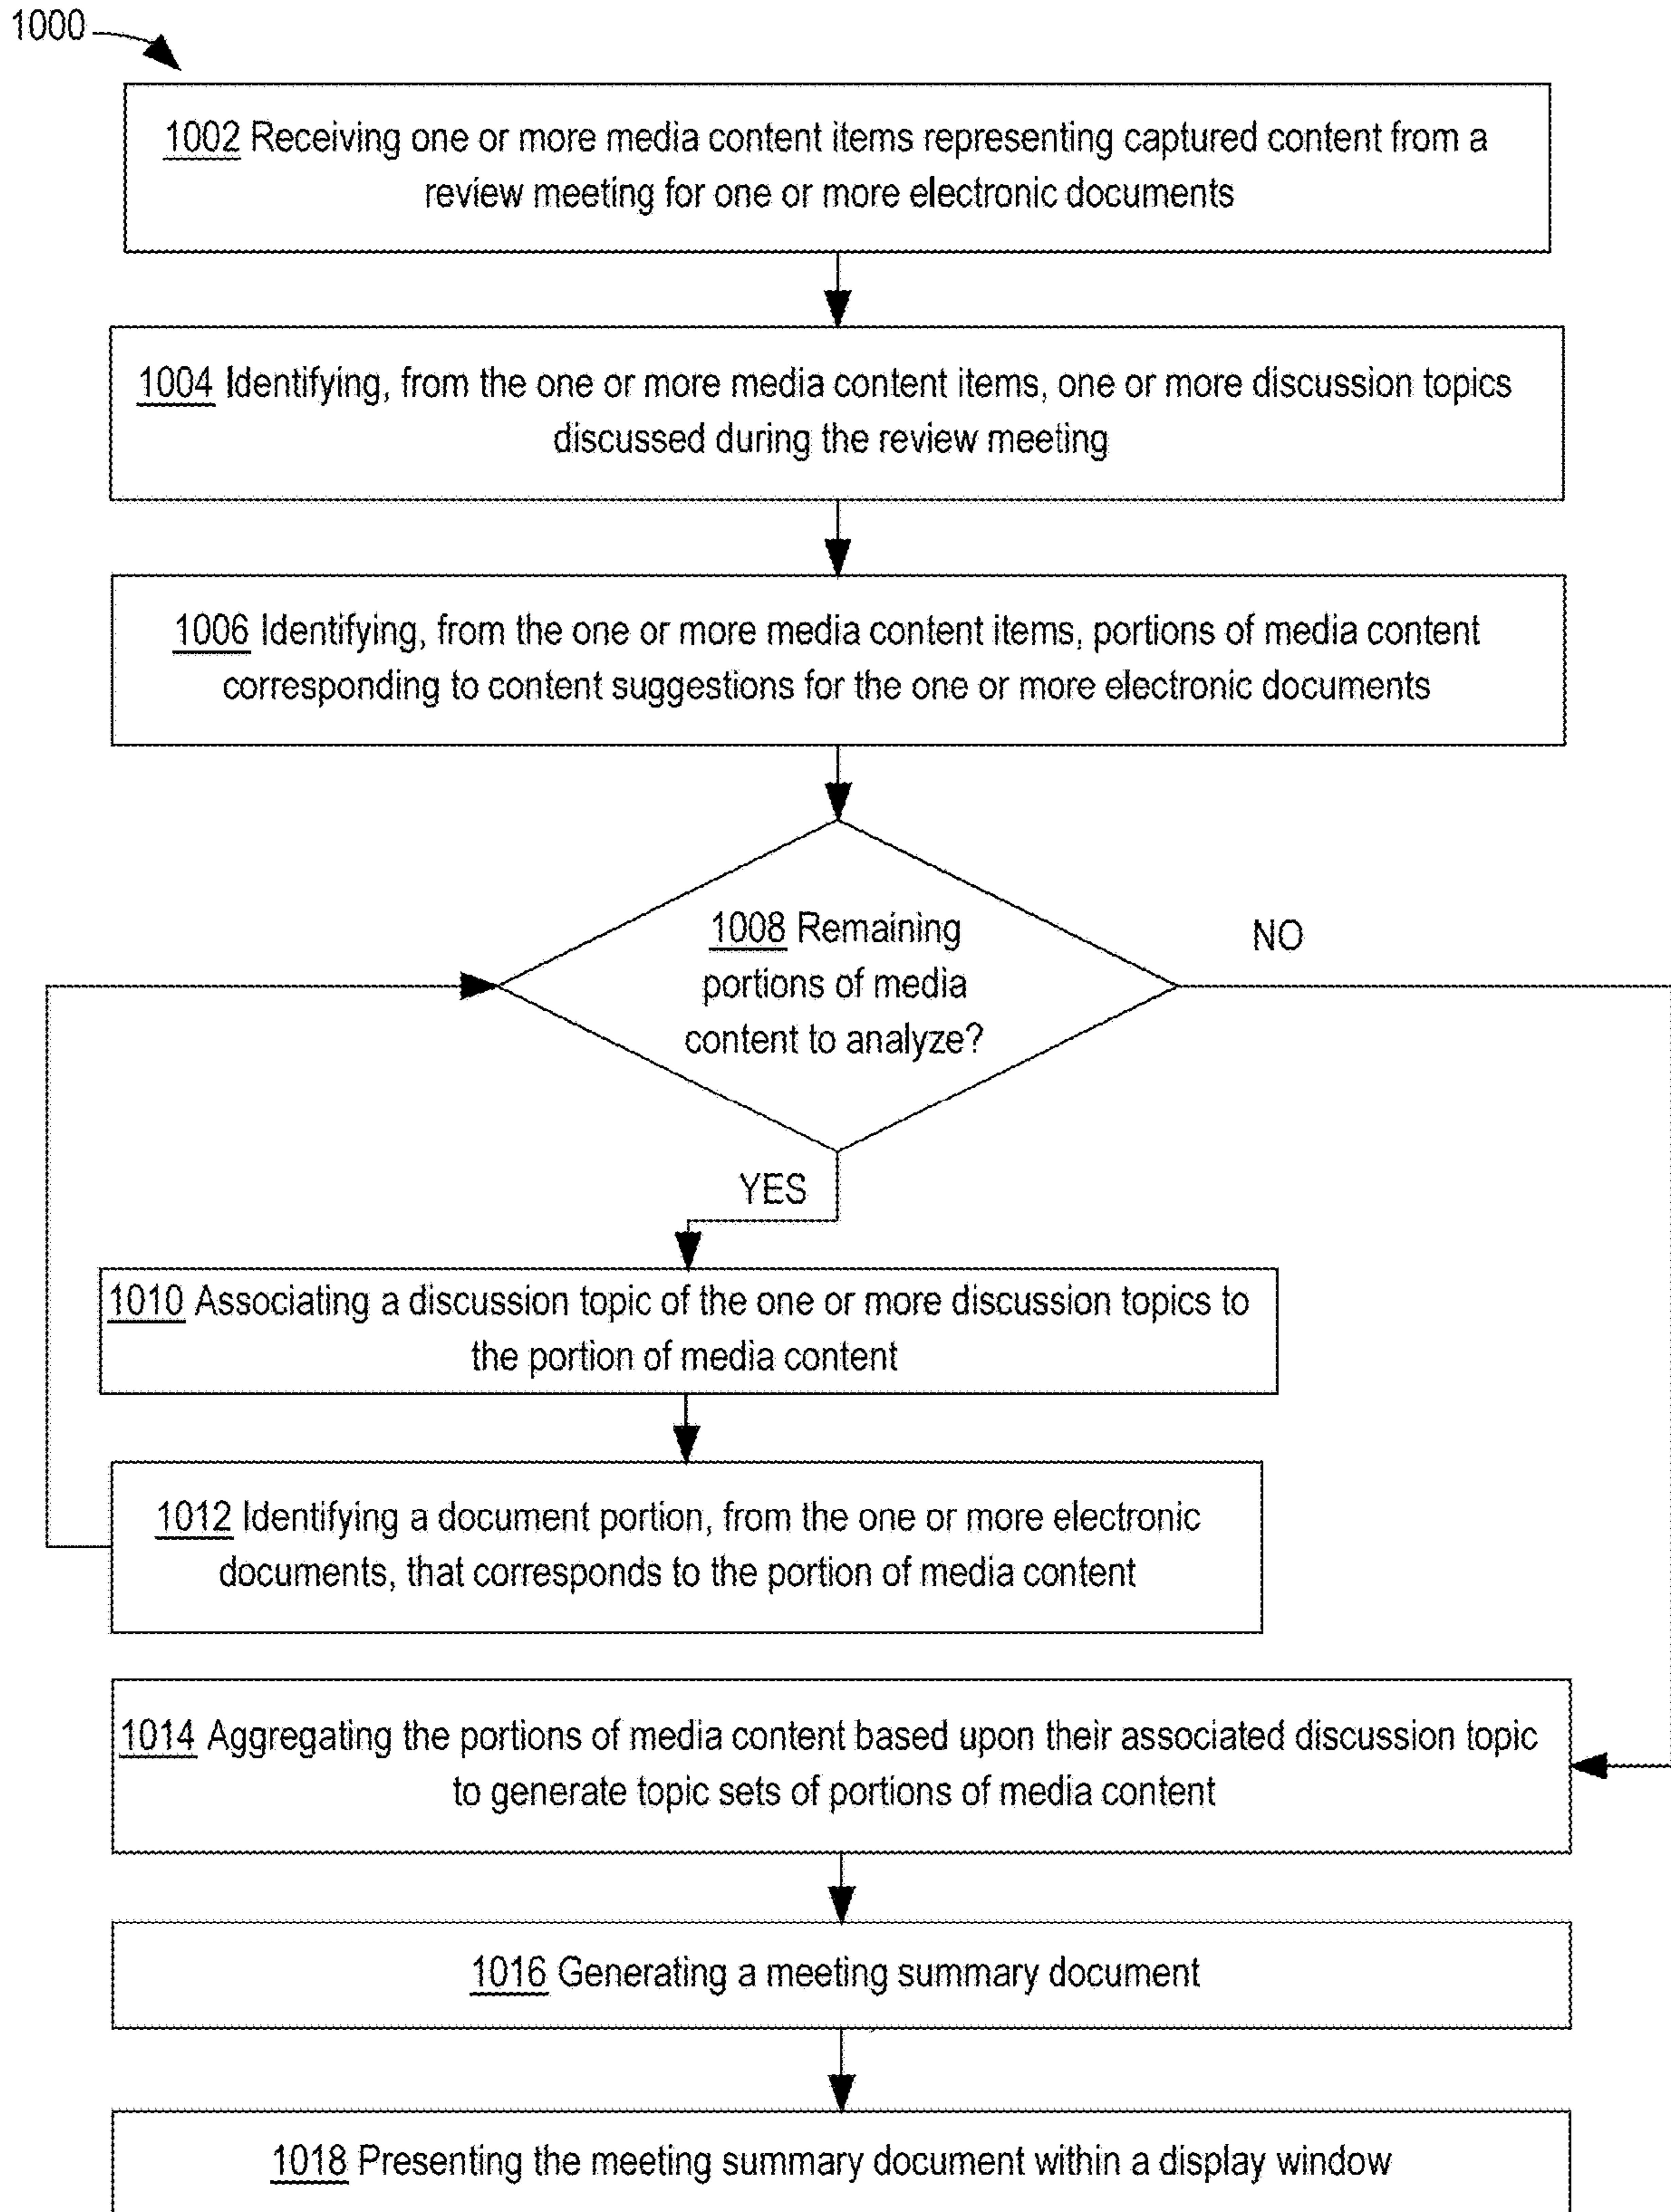 1000
1002 Receiving one or more media content items representing captured content from a
review meeting for one or more electronic documents
1004 Identifying, from the one or more media content items, one or more discussion topics
discussed during the review meeting
1006 Identifying, from the one or more media content items, portions of media content
corresponding to content suggestions for the one or more electronic documents
1008 Remaining
portions of media
content to analyze?
NO
YES
1010 Associating a discussion topic of the one or more discussion topics to
the portion of media content
1012 Identifying a document portion, from the one or more electronic
documents, that corresponds to the portion of media content
1014 Aggregating the portions of media content based upon their associated discussion topic
to generate topic sets of portions of media content
1016 Generating a meeting summary document
1018 Presenting the meeting summary document within a display window